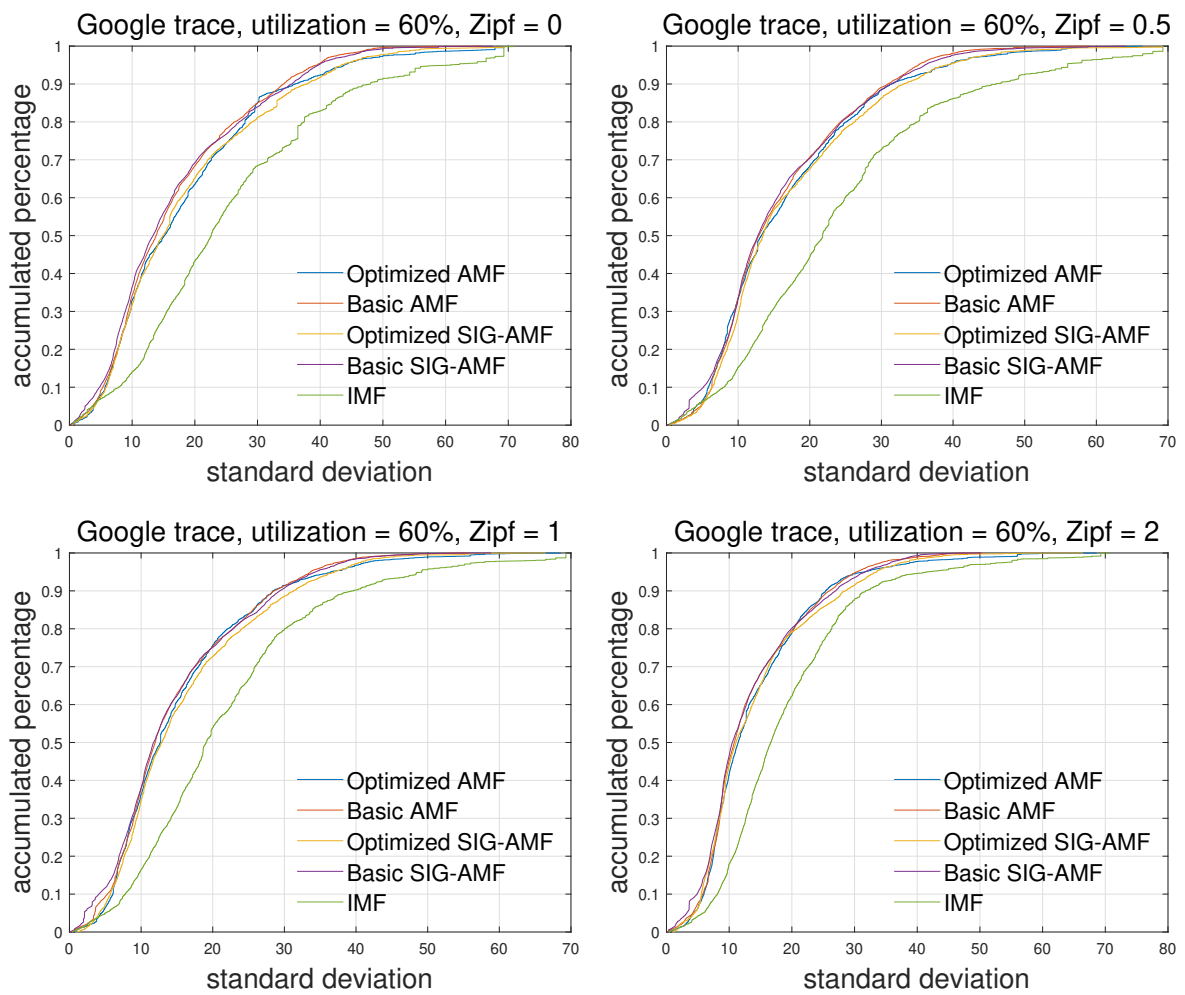 Google trace, utilization = 60%, Zipf = 0
accumulated percentage
1
0.9
0.8
0.7
0.6
0.5
0.4
0.3
0.2
0.1
0
Optimized AMF
Basic AMF
Optimized SIG-AMF
Basic SIG-AMF
IMF
0 10 20 30 40 50 60 70 80
standard deviation
Google trace, utilization = 60%, Zipf = 0.5
accumulated percentage
1
0.9
0.8
0.7
0.6
0.5
0.4
0.3
0.2
0.1
0
Optimized AMF
Basic AMF
Optimized SIG-AMF
Basic SIG-AMF
IMF
0 10 20 30 40 50 60 70
standard deviation
Google trace, utilization = 60%, Zipf = 1
accumulated percentage
1
0.9
0.8
0.7
0.6
0.5
0.4
0.3
0.2
0.1
0
Optimized AMF
Basic AMF
Optimized SIG-AMF
Basic SIG-AMF
IMF
0 10 20 30 40 50 60 70
standard deviation
Google trace, utilization = 60%, Zipf = 2
accumulated percentage
1
0.9
0.8
0.7
0.6
0.5
0.4
0.3
0.2
0.1
0
Optimized AMF
Basic AMF
Optimized SIG-AMF
Basic SIG-AMF
IMF
0 10 20 30 40 50 60 70 80
standard deviation